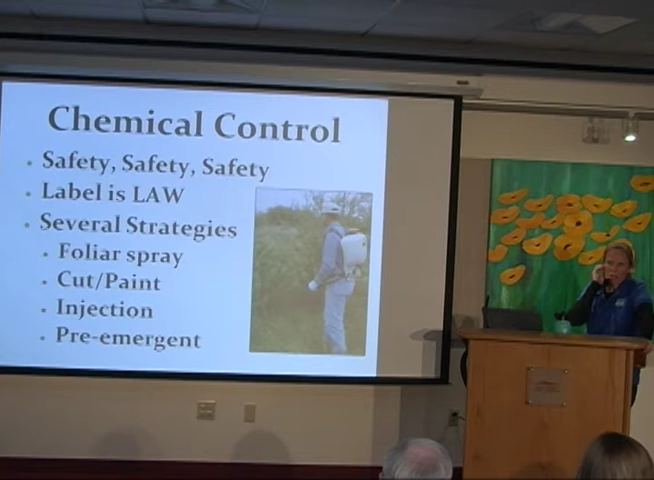 Chemical Control
• Safety, Safety, Safety
• Label is LAW
• Several Strategies
• Foliar spray
• Cut/Paint
• Injection
• Pre-emergent